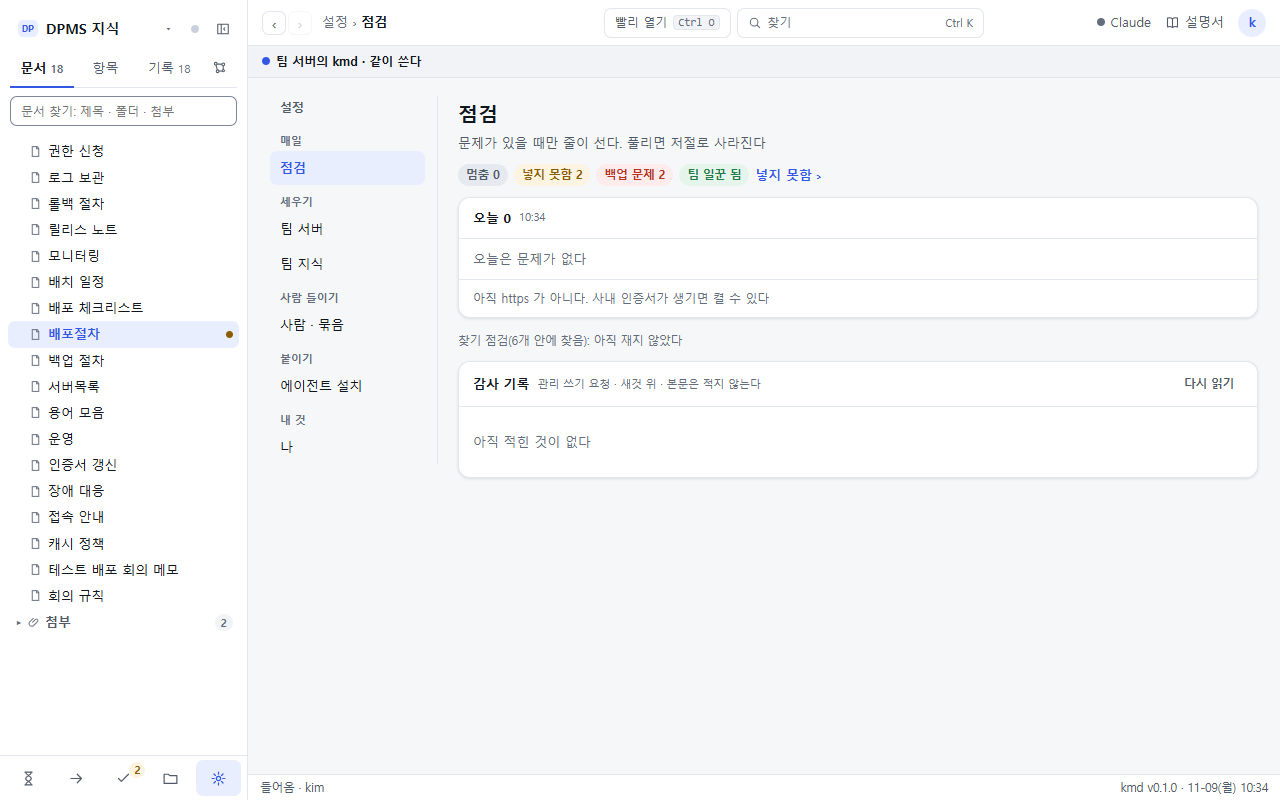 DP DPMS 지식
문서 18 항목 기록 18
문서 찾기: 제목 · 폴더 · 첨부
권한 신청
로그 보관
롤백 절차
릴리스 노트
모니터링
배치 일정
배포 체크리스트
배포절차
백업 절차
서버목록
용어 모음
운영
인증서 갱신
장애 대응
접속 안내
캐시 정책
테스트 배포 회의 메모
회의 규칙
첨부 2
2
‹ › 설정 › 점검
빨리 열기 Ctrl O
찾기 Ctrl K
Claude 설명서 k
팀 서버의 kmd · 같이 쓴다
설정
매일
점검
세우기
팀 서버
팀 지식
사람 들이기
사람 · 묶음
붙이기
에이전트 설치
내 것
나
점검
문제가 있을 때만 줄이 선다. 풀리면 저절로 사라진다
멈춤 0 넣지 못함 2 백업 문제 2 팀 일꾼 됨 넣지 못함 ›
오늘 0 10:34
오늘은 문제가 없다
아직 https 가 아니다. 사내 인증서가 생기면 켤 수 있다
찾기 점검(6개 안에 찾음): 아직 재지 않았다
감사 기록 관리 쓰기 요청 · 새것 위 · 본문은 적지 않는다 다시 읽기
아직 적힌 것이 없다
들어옴 · kim
kmd v0.1.0 · 11-09(월) 10:34